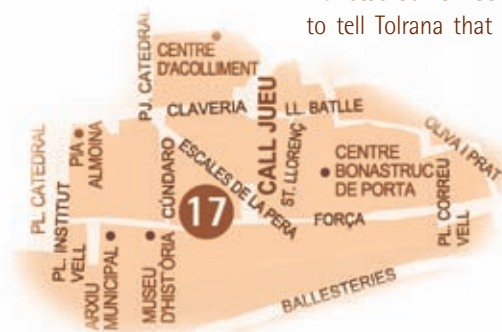 to tell Tolrana that
CENTRE
D'ACOLLIMENT
PJ. CATEDRAL
CLAVERIA
LL. BATLLE
OLIVA I PRAT
PL. CATEDRAL
PIA
ALMOINA
CALL JUEU
ST. LLORENÇ
CENTRE
BONASTRUC
DE PORTA
ESCALES DE LA PERA
CÚNDARO
17
FORÇA
PL. CORREU
VELL
PL. INSTITUT
VELL
ARXIU
MUNICIPAL
MUSEU
D'HISTÒRIA
BALLESTERIES